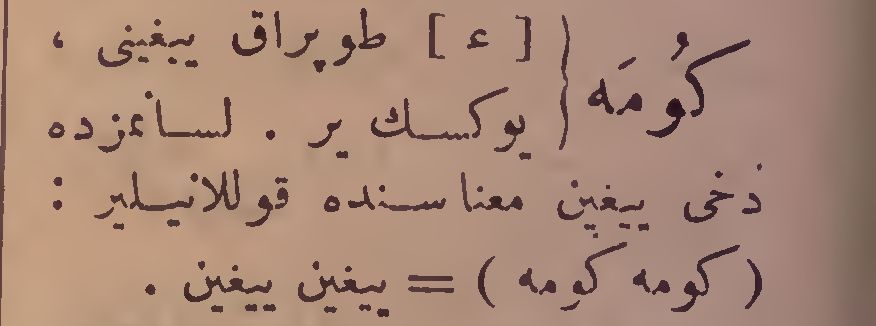 كُومَه { [ ء ] طوپراق ييغينى ،
يوكسك ير . لسانمزده
دخى ييغين معناسنده قوللانيلير :
( كومه كومه ) = ييغين ييغين .